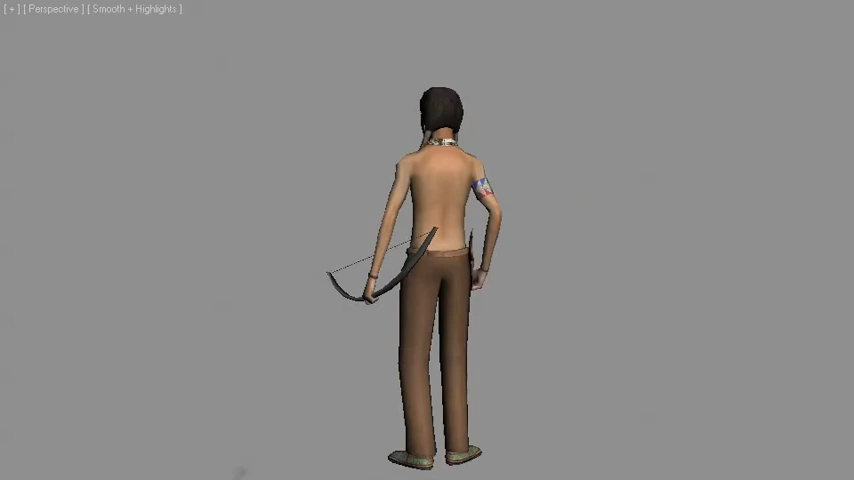 [ + ] [ Perspective ] [ Smooth + Highlights ]